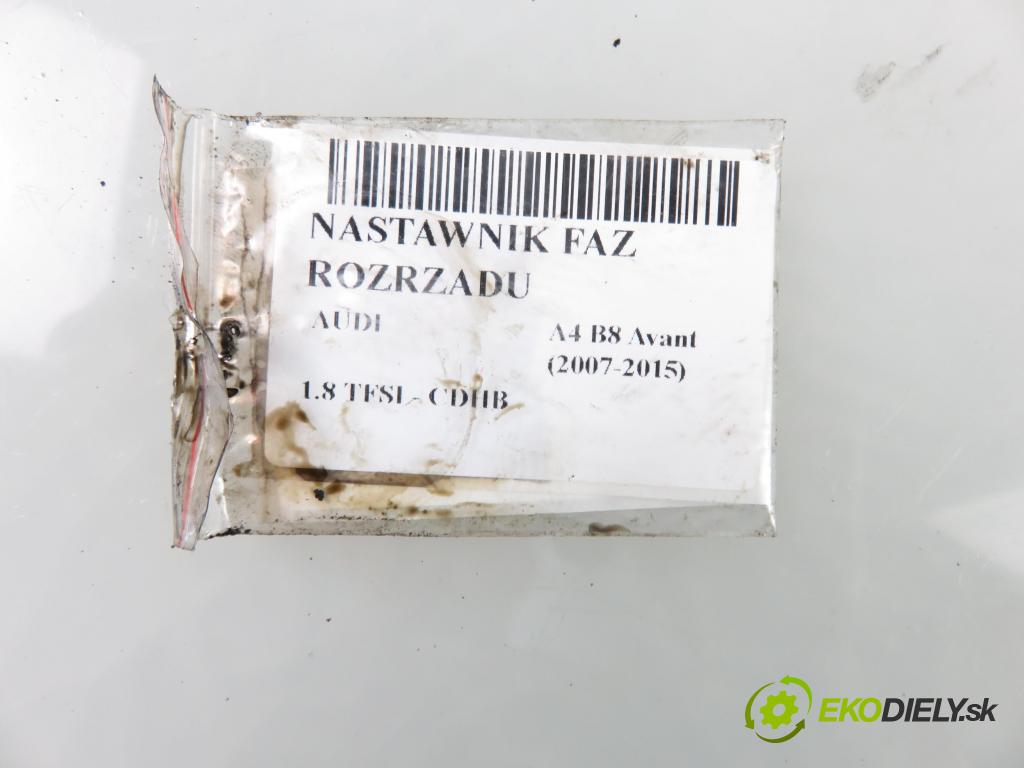 NASTAWNIK FAZ
ROZRZADU
AUDI
A4 B8 Avant
(2007-2015)
1.8 TFSI - CDHB
EKODIELY.sk